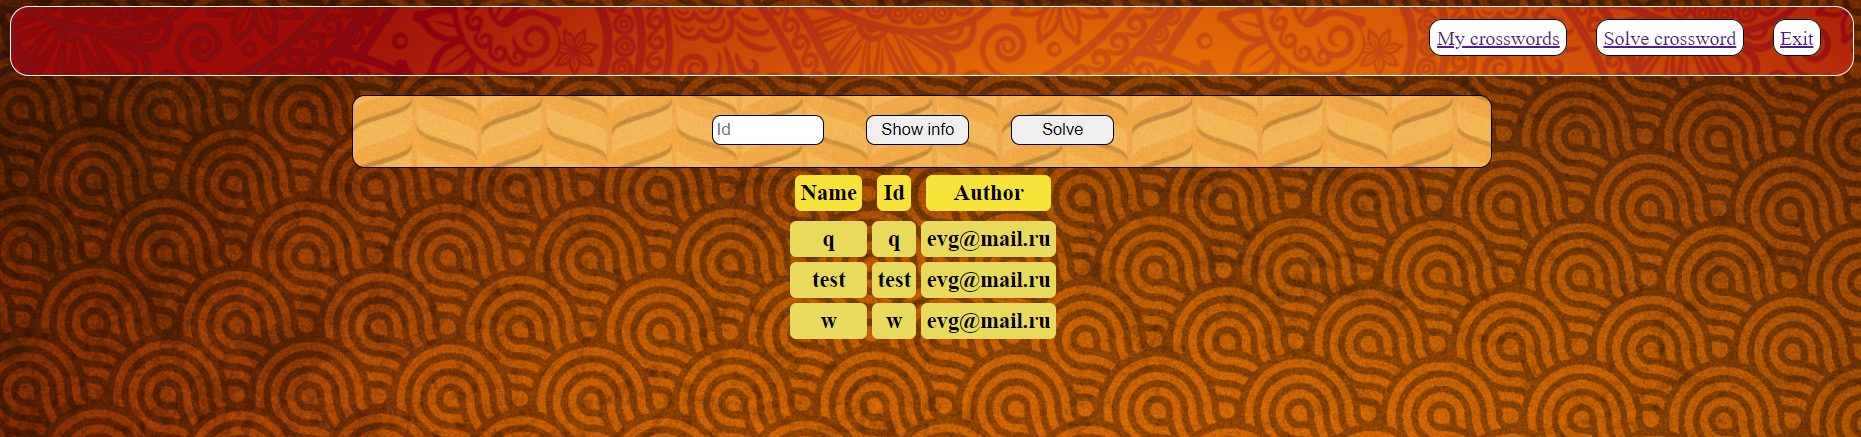 My crosswords Solve crossword Exit
Id Show info Solve
Name Id Author
q q evg@mail.ru
test test evg@mail.ru
w w evg@mail.ru